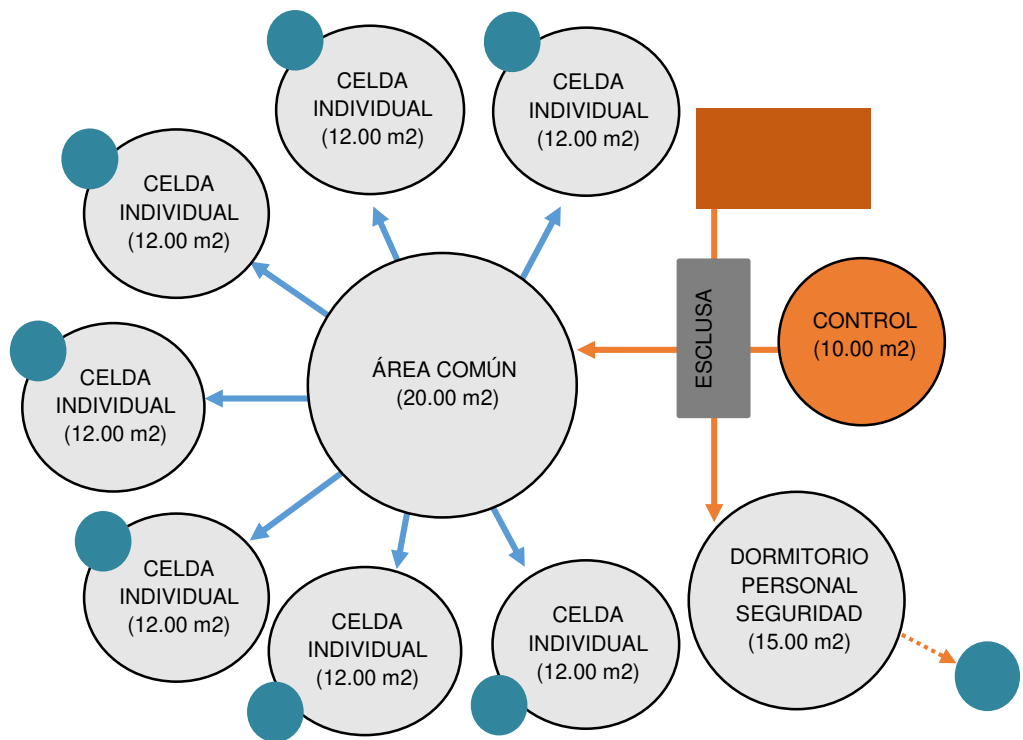 CELDA
INDIVIDUAL
(12.00 m2)
CELDA
INDIVIDUAL
(12.00 m2)
CELDA
INDIVIDUAL
(12.00 m2)
ESCLUSA
CONTROL
(10.00 m2)
ÁREA COMÚN
(20.00 m2)
CELDA
INDIVIDUAL
(12.00 m2)
CELDA
INDIVIDUAL
(12.00 m2)
CELDA
INDIVIDUAL
(12.00 m2)
CELDA
INDIVIDUAL
(12.00 m2)
DORMITORIO
PERSONAL
SEGURIDAD
(15.00 m2)